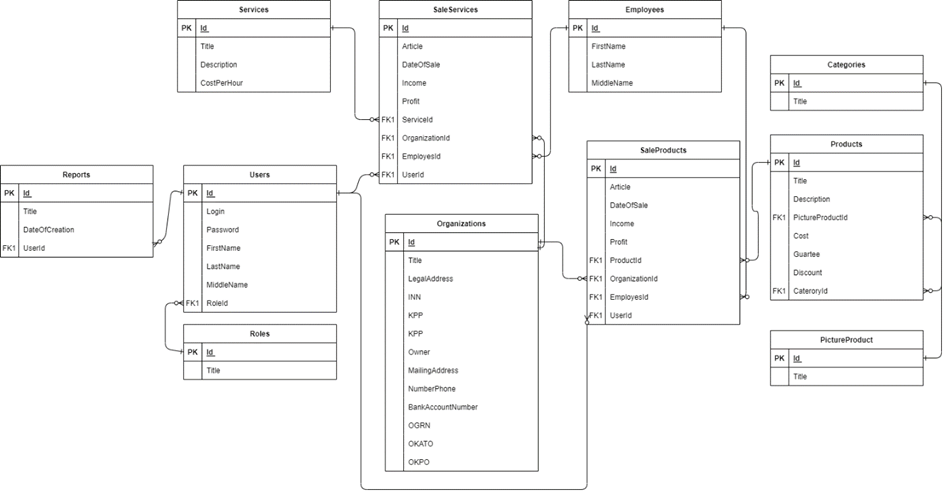 Services
PK Id
Title
Description
CostPerHour
SaleServices
PK Id
Article
DateOfSale
Income
Profit
FK1 ServiceId
FK1 OrganizationId
FK1 EmployesId
FK1 UserId
Employees
PK Id
FirstName
LastName
MiddleName
Categories
PK Id
Title
Reports
PK Id
Title
DateOfCreation
FK1 UserId
Users
PK Id
Login
Password
FirstName
LastName
MiddleName
FK1 RoleId
Roles
PK Id
Title
Organizations
PK Id
Title
LegalAddress
INN
KPP
KPP
Owner
MailingAddress
NumberPhone
BankAccountNumber
OGRN
OKATO
OKPO
SaleProducts
PK Id
Article
DateOfSale
Income
Profit
FK1 ProductId
FK1 OrganizationId
FK1 EmployesId
FK1 UserId
Products
PK Id
Title
Description
FK1 PictureProductId
Cost
Guartee
Discount
FK1 CateroryId
PictureProduct
PK Id
Title